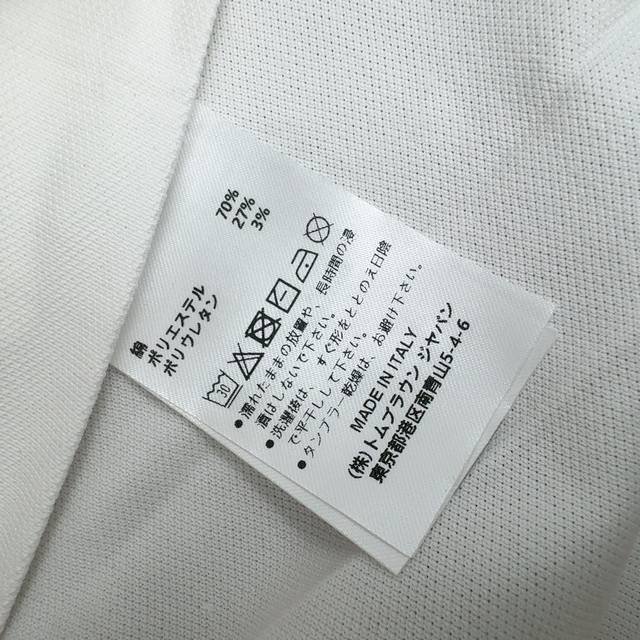 綿 70%
ポリエステル 27%
ポリウレタン 3%
30
● 濡れたままの放置や、長時間の浸
漬はしないで下さい。
● 洗濯後は、すぐ形をととのえ日陰
で平干しして下さい。
● タンブラー乾燥は、お避け下さい。
MADE IN ITALY
(株)トムブラウン ジャパン
東京都港区南青山5-4-6